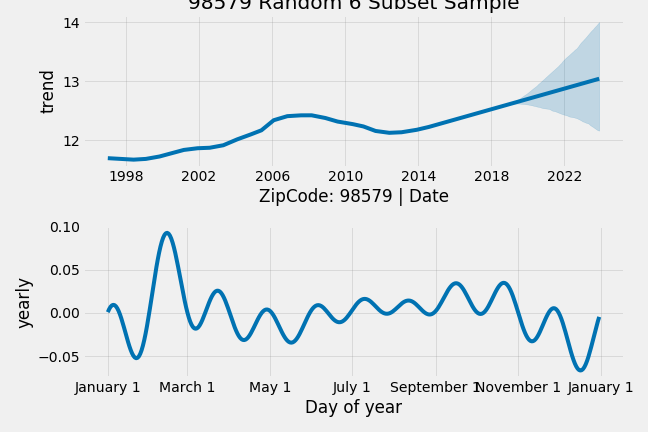 98579 Random 6 Subset Sample
14
13
12
trend
1998 2002 2006 2010 2014 2018 2022
ZipCode: 98579 | Date
0.10
0.05
0.00
−0.05
yearly
January 1 March 1 May 1 July 1 September 1 November 1 January 1
Day of year